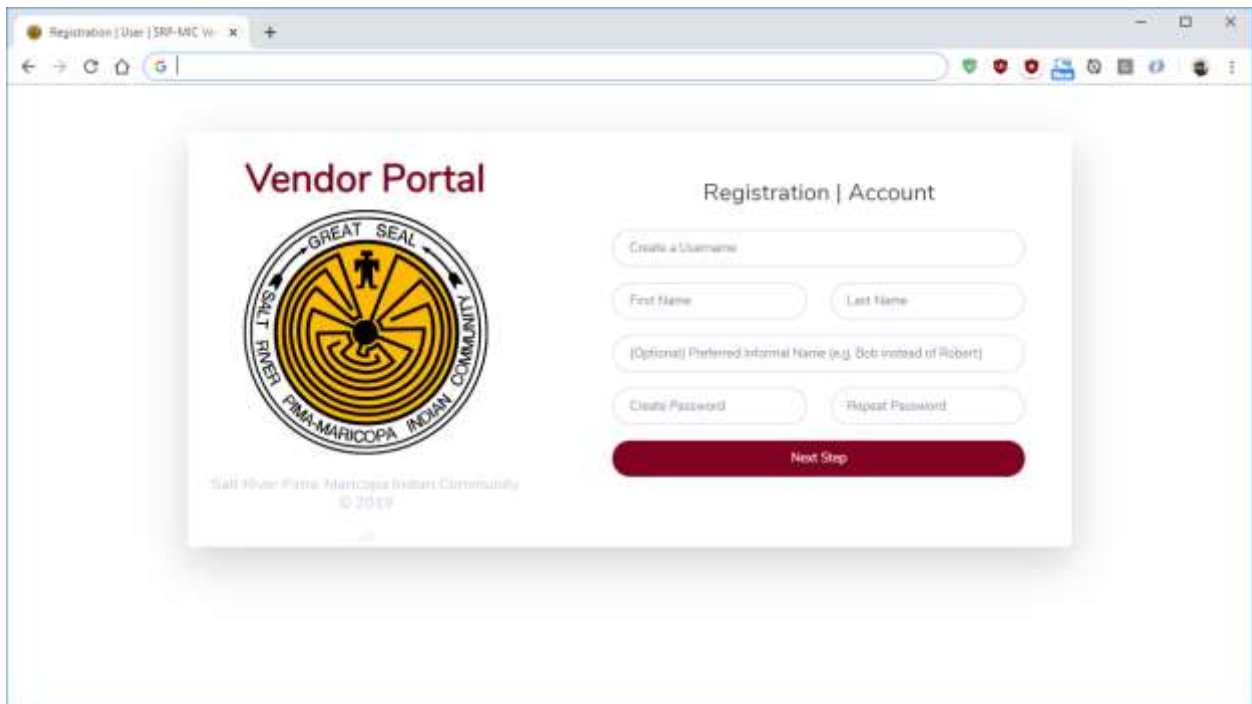 Registration | User | SRP-MIC Ve
Vendor Portal
GREAT SEAL
SALT RIVER PIMA-MARICOPA INDIAN COMMUNITY
Salt River Pima-Maricopa Indian Community
© 2019
Registration | Account
Create a Username
First Name
Last Name
(Optional) Preferred Informal Name (e.g. Bob instead of Robert)
Create Password
Repeat Password
Next Step